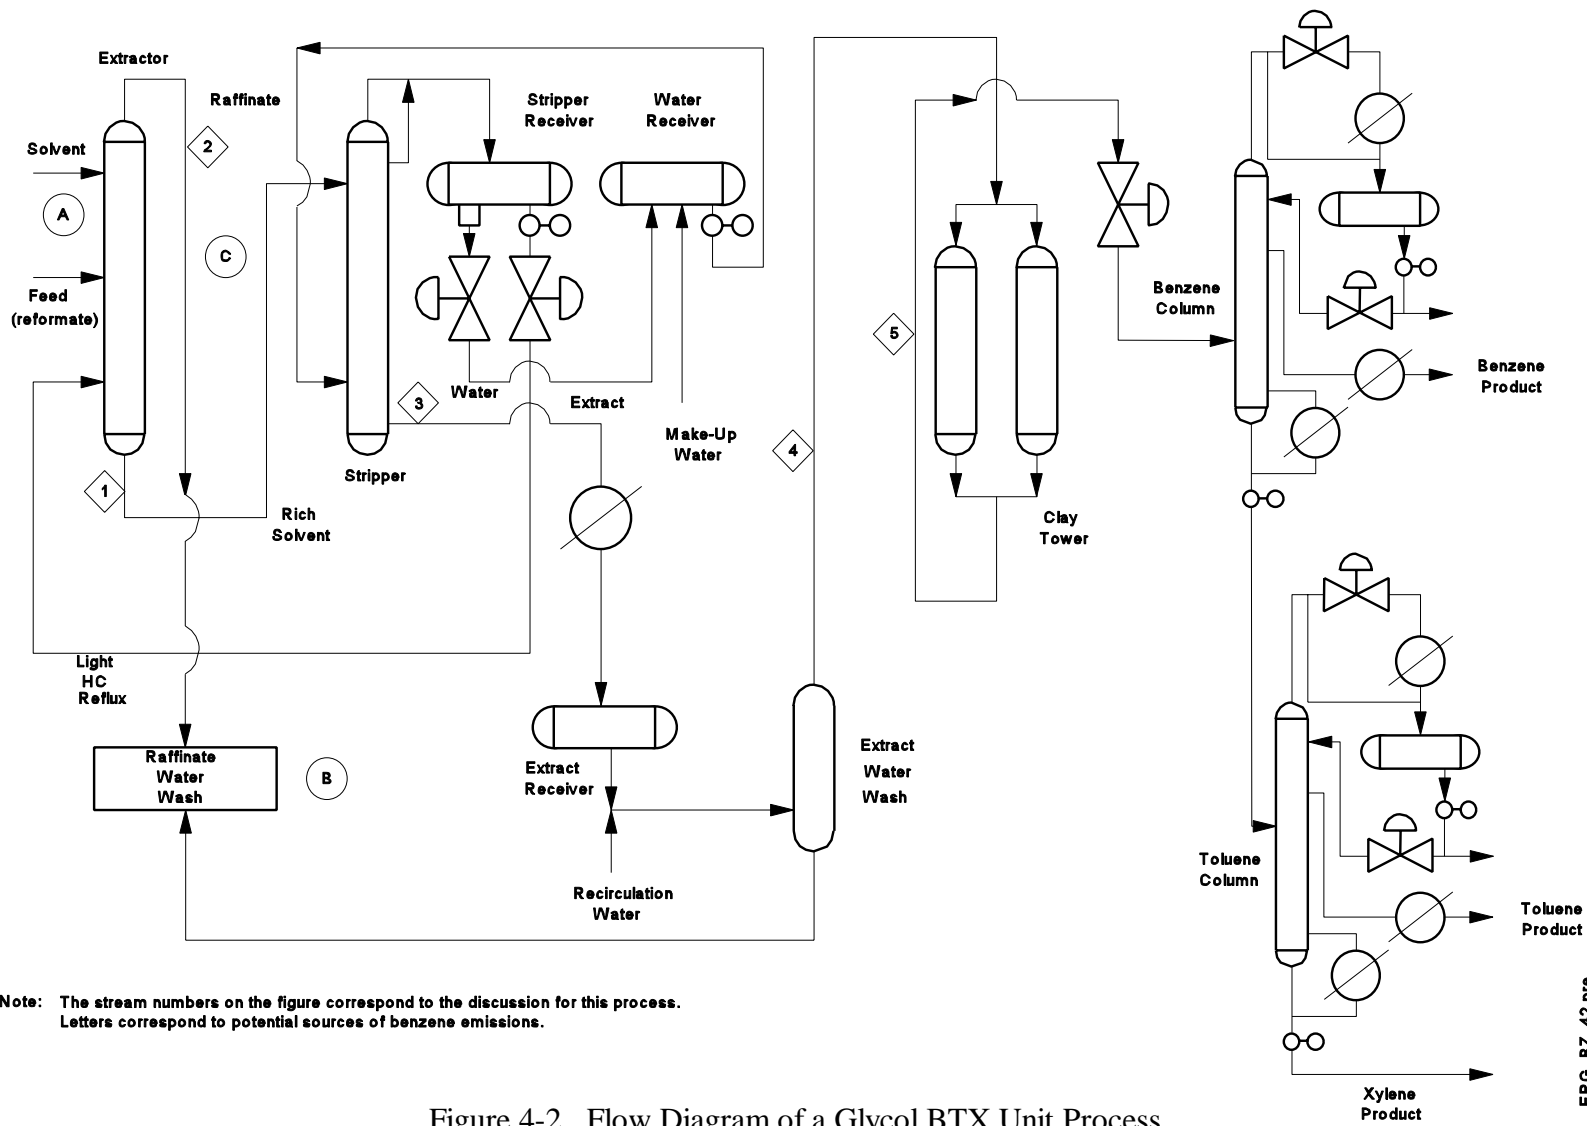 Extractor
Raffinate
Solvent
2
A
C
Feed
(reformate)
1
Rich
Solvent
Light
HC
Reflux
Raffinate
Water
Wash
B
Stripper
Receiver
Water
Receiver
Stripper
3
Water
Extract
Make-Up
Water
Extract
Receiver
Recirculation
Water
4
Extract
Water
Wash
5
Clay
Tower
Benzene
Column
Benzene
Product
Toluene
Column
Toluene
Product
Xylene
Product
Note: The stream numbers on the figure correspond to the discussion for this process.
Letters correspond to potential sources of benzene emissions.
Figure 4-2. Flow Diagram of a Glycol BTX Unit Process